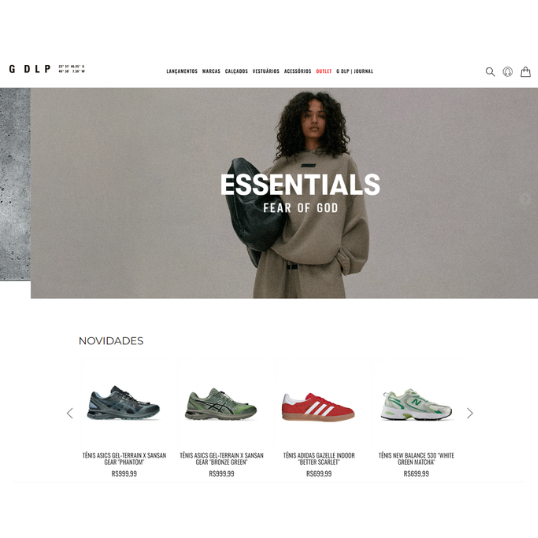 G DLP
LANÇAMENTOS MARCAS CALÇADOS VESTUÁRIOS ACESSÓRIOS OUTLET G DLP | JOURNAL
ESSENTIALS
FEAR OF GOD
NOVIDADES
TÊNIS ASICS GEL-TERRAIN X SANSAN
GEAR "PHANTOM"
R$999,99
TÊNIS ASICS GEL-TERRAIN X SANSAN
GEAR "BRONZE GREEN"
R$999,99
TÊNIS ADIDAS GAZELLE INDOOR
"BETTER SCARLET"
R$699,99
TÊNIS NEW BALANCE 530 "WHITE
GREEN MATCHA"
R$699,99